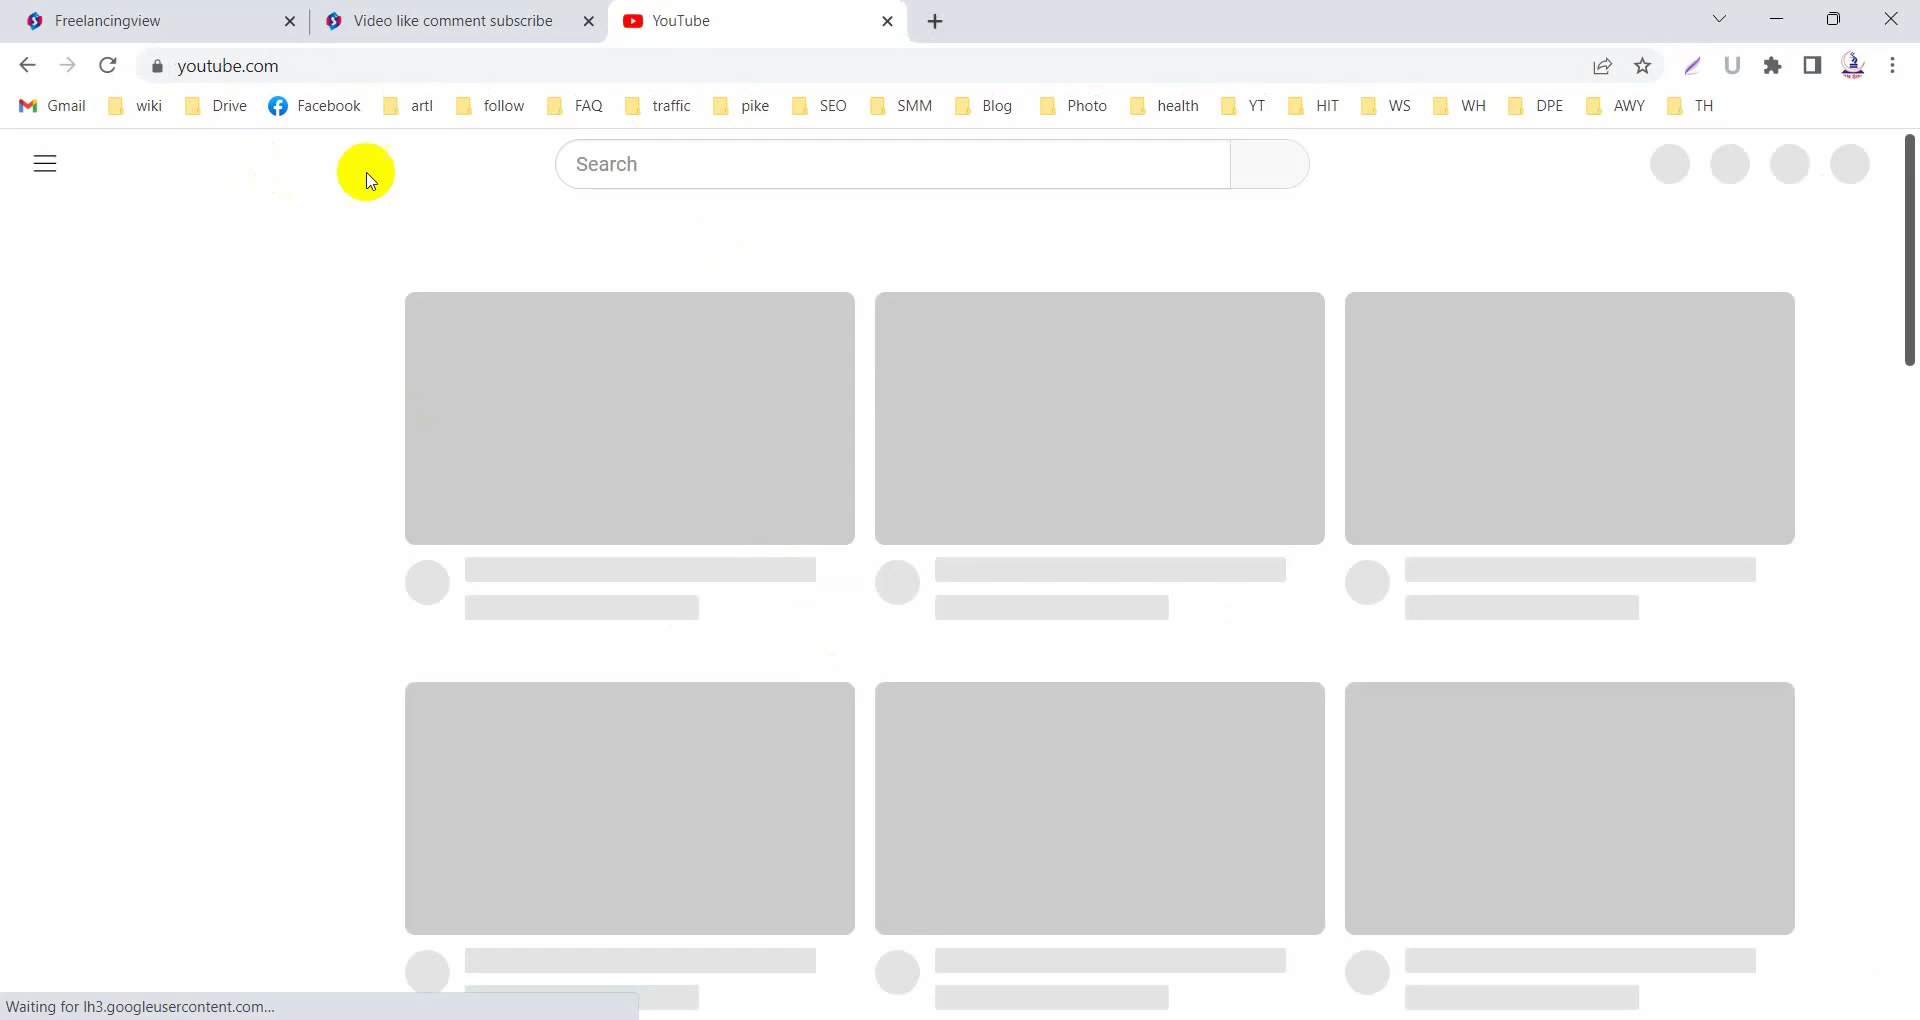 Freelancingview
Video like comment subscribe
YouTube
youtube.com
Gmail
wiki
Drive
Facebook
artl
follow
FAQ
traffic
pike
SEO
SMM
Blog
Photo
health
YT
HIT
WS
WH
DPE
AWY
TH
Search
Waiting for lh3.googleusercontent.com...